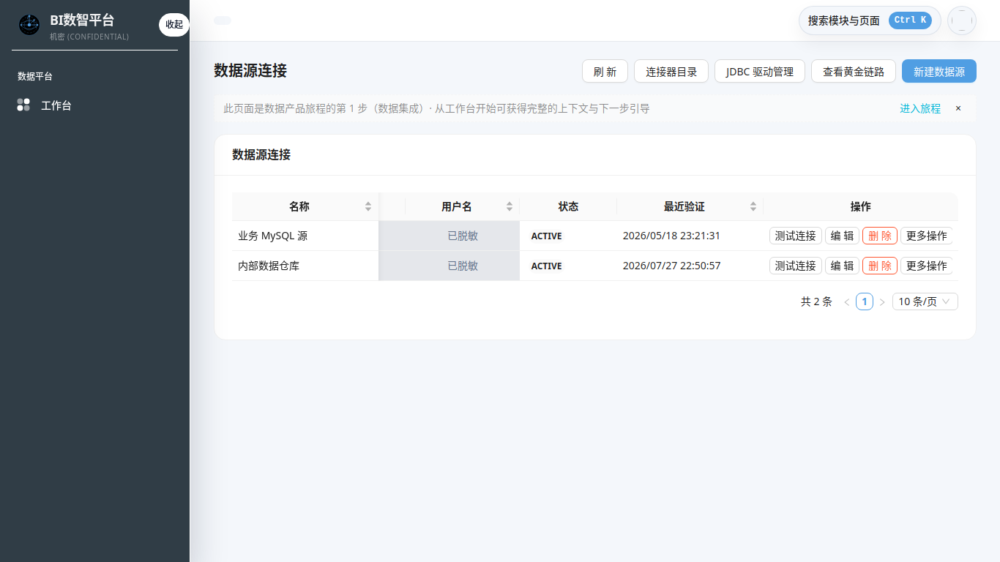 BI数智平台
机密 (CONFIDENTIAL)
收起
数据平台
工作台
搜索模块与页面 Ctrl K
数据源连接
刷 新 连接器目录 JDBC 驱动管理 查看黄金链路 新建数据源
此页面是数据产品旅程的第 1 步（数据集成）· 从工作台开始可获得完整的上下文与下一步引导 进入旅程 ×
数据源连接
名称 用户名 状态 最近验证 操作
业务 MySQL 源 已脱敏 ACTIVE 2026/05/18 23:21:31 测试连接 编 辑 删 除 更多操作
内部数据仓库 已脱敏 ACTIVE 2026/07/27 22:50:57 测试连接 编 辑 删 除 更多操作
共 2 条 < 1 > 10 条/页